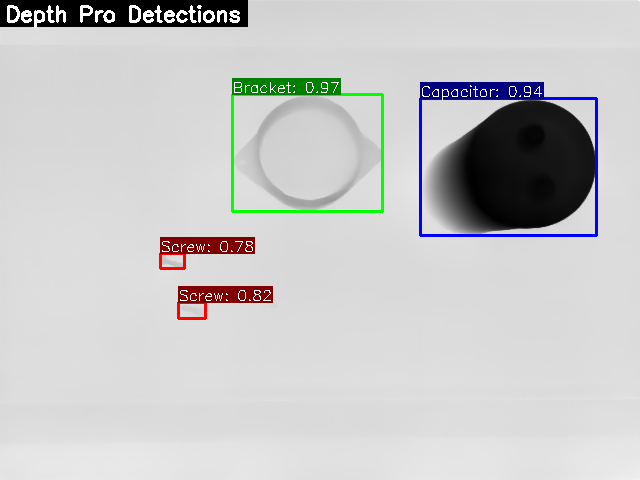 Depth Pro Detections
Bracket: 0.97
Capacitor: 0.94
Screw: 0.78
Screw: 0.82